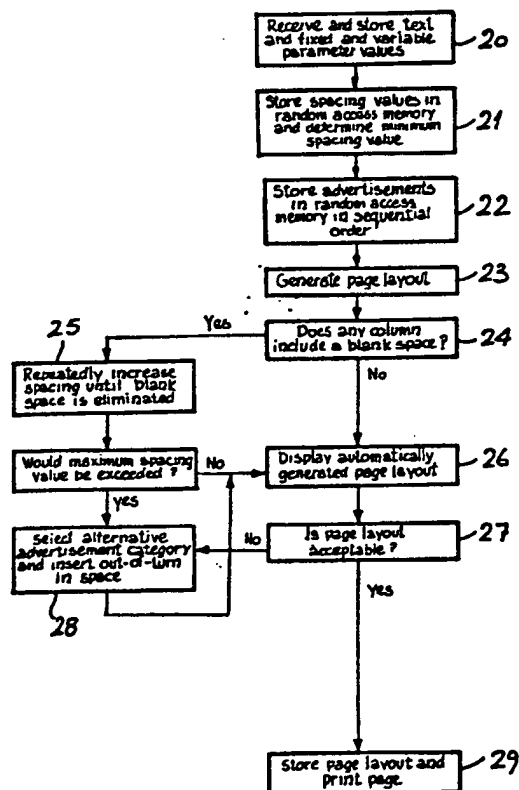 Receive and store text
and fixed and variable
parameter values
20
Store spacing values in
random access memory
and determine minimum
spacing value
21
Store advertisements
in random access
memory in sequential
order
22
Generate page layout
23
Does any column
include a blank space?
24
Yes
No
25
Repeatedly increase
spacing until blank
space is eliminated
Would maximum spacing
value be exceeded?
No
yes
Display automatically
generated page layout
26
Is page layout
acceptable?
27
No
Yes
Select alternative
advertisement category
and insert out-of-turn
in space
28
Store page layout and
print page
29